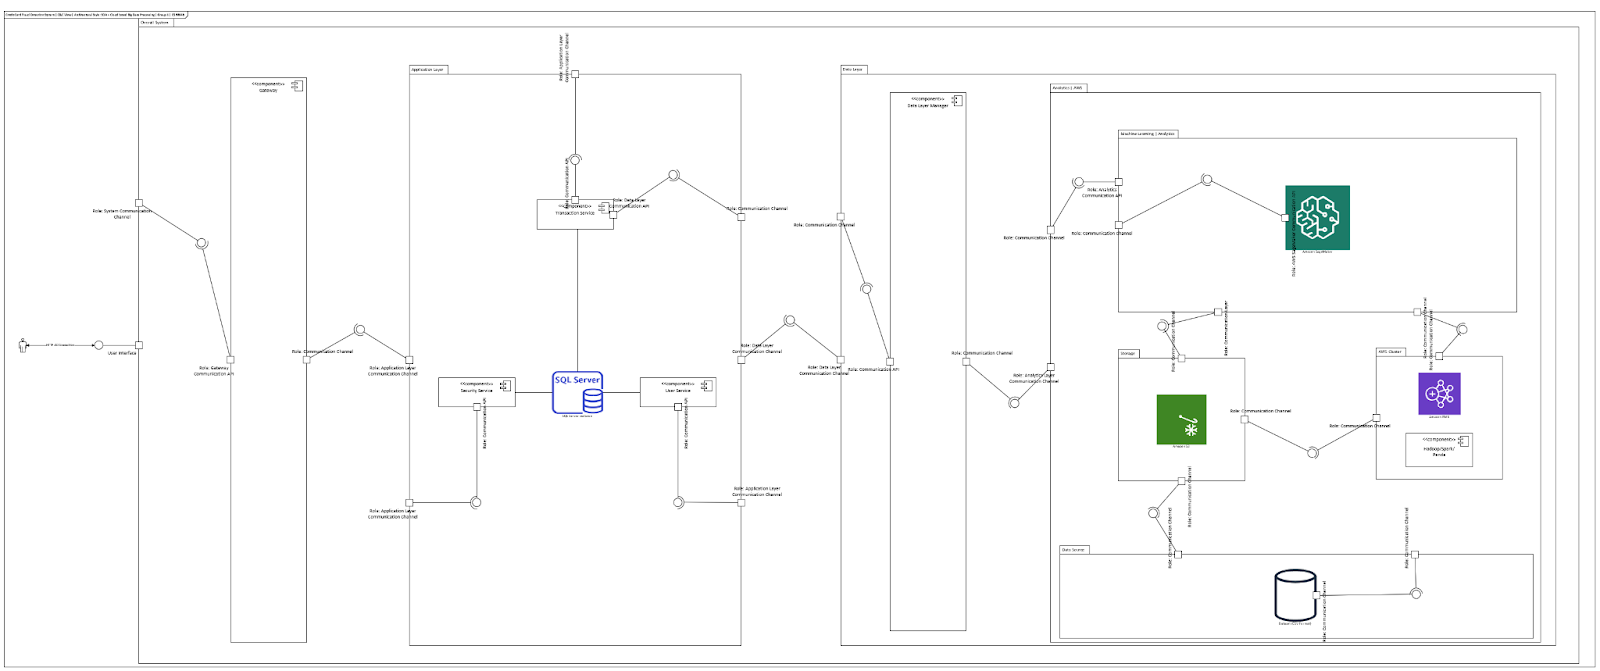 Overall System
<<component>>
Gateway
Role: System Communication
Channel
User Interface
Role: Gateway
Communication API
Role: Communication Channel
Application Layer
Role: Application Layer
Communication Channel
Role: Communication API
<<component>>
Transaction Service
Role: Data Layer
Communication API
Role: Communication Channel
Role: Application Layer
Communication Channel
<<component>>
Security Service
Role: Communication API
SQL Server
<<component>>
User Service
Role: Communication API
Role: Data Layer
Communication Channel
Role: Application Layer
Communication Channel
Role: Application Layer
Communication Channel
Data Layer
Role: Communication Channel
Role: Data Layer
Communication Channel
<<component>>
Data Layer Manager
Role: Communication API
Role: Communication Channel
Analytics | AWS
Role: Communication Channel
Role: Analytics Layer
Communication Channel
Machine Learning | Analytics
Role: Analytics
Communication API
Role: Communication Channel
Amazon SageMaker
Role: Communication Layer
Role: Communication Channel
Storage
Role: Communication Channel
Amazon S3
Role: Communication Channel
Role: Communication Channel
AWS Cluster
Role: Communication Channel
Role: Communication Channel
<<component>>
Hadoop/Spark/
Panda
Data Source
Role: Communication Channel
Role: Communication Channel
Role: Communication Channel